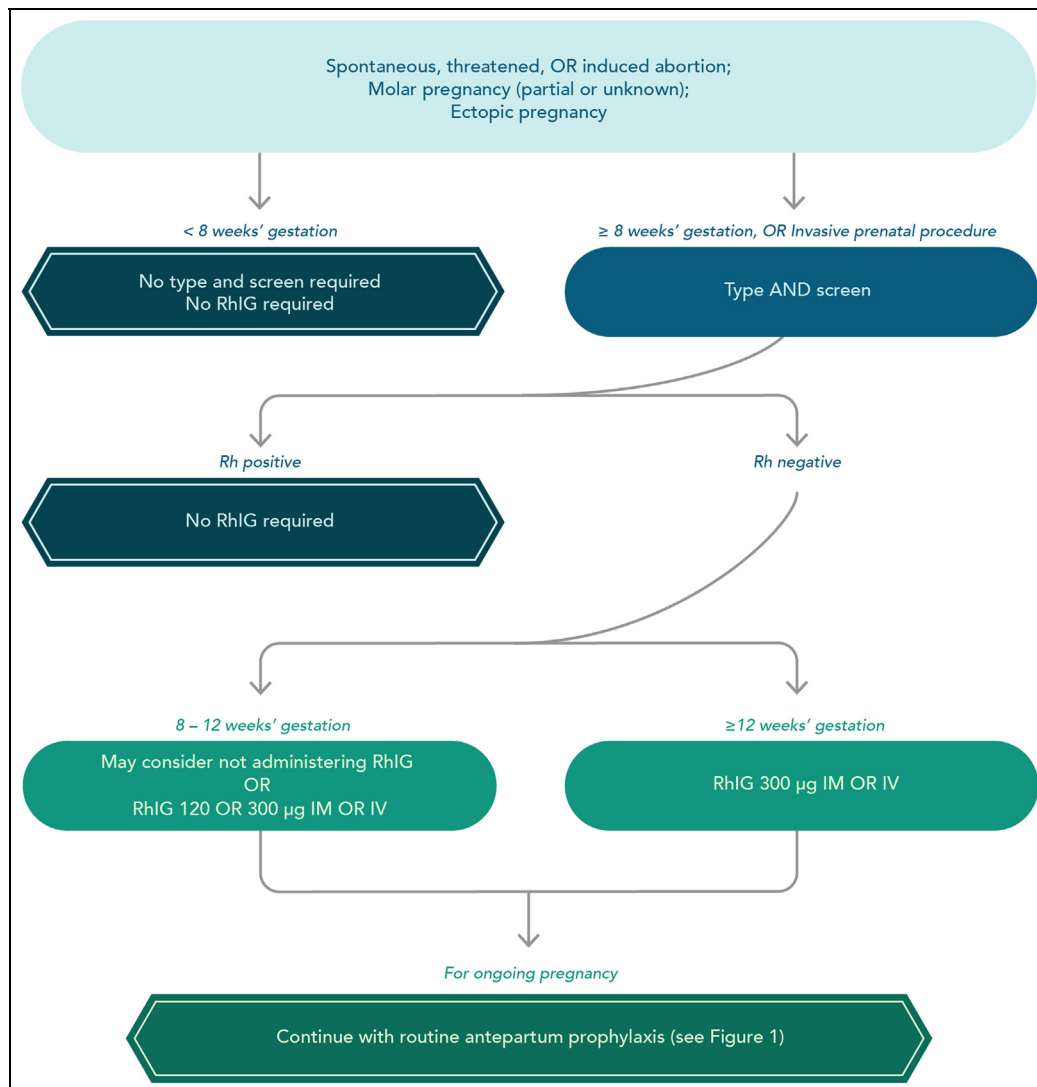 Spontaneous, threatened, OR induced abortion;
Molar pregnancy (partial or unknown);
Ectopic pregnancy
< 8 weeks’ gestation
≥ 8 weeks’ gestation, OR Invasive prenatal procedure
No type and screen required
No RhIG required
Type AND screen
Rh positive
Rh negative
No RhIG required
8 – 12 weeks’ gestation
≥12 weeks’ gestation
May consider not administering RhIG
OR
RhIG 120 OR 300 µg IM OR IV
RhIG 300 µg IM OR IV
For ongoing pregnancy
Continue with routine antepartum prophylaxis (see Figure 1)